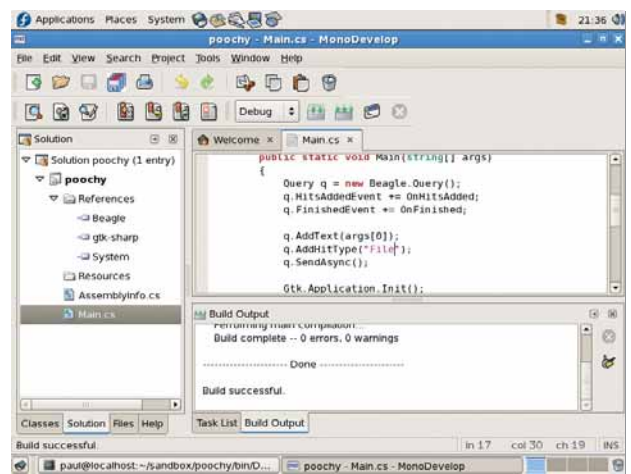 Applications Places System 21:36
poochy - Main.cs - MonoDevelop
File Edit View Search Project Tools Window Help
Debug
Solution
Solution poochy (1 entry)
poochy
References
Beagle
gtk-sharp
System
Resources
AssemblyInfo.cs
Main.cs
Classes Solution Files Help
Welcome Main.cs
public static void Main(string[] args)
{
Query q = new Beagle.Query();
q.HitsAddedEvent += OnHitsAdded;
q.FinishedEvent += OnFinished;
q.AddText(args[0]);
q.AddHitType("File");
q.SendAsync();
Gtk.Application.Init();
Build Output
Performing main compilation...
Build complete -- 0 errors, 0 warnings
---------------------- Done ----------------------
Build successful.
Task List Build Output
Build successful. ln 17 col 30 ch 19 INS
paul@localhost:~/sandbox/poochy/bin/D... poochy - Main.cs - MonoDevelop